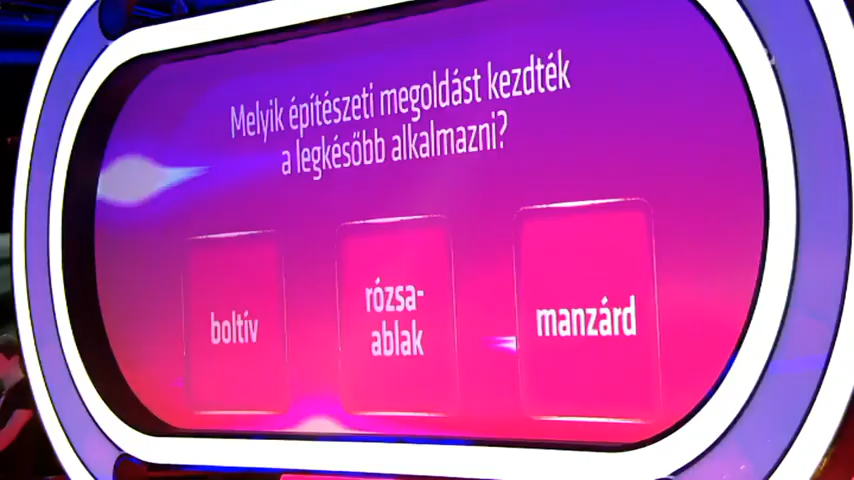 Melyik építészeti megoldást kezdték
a legkésőbb alkalmazni?
boltív
rózsa-
ablak
manzárd